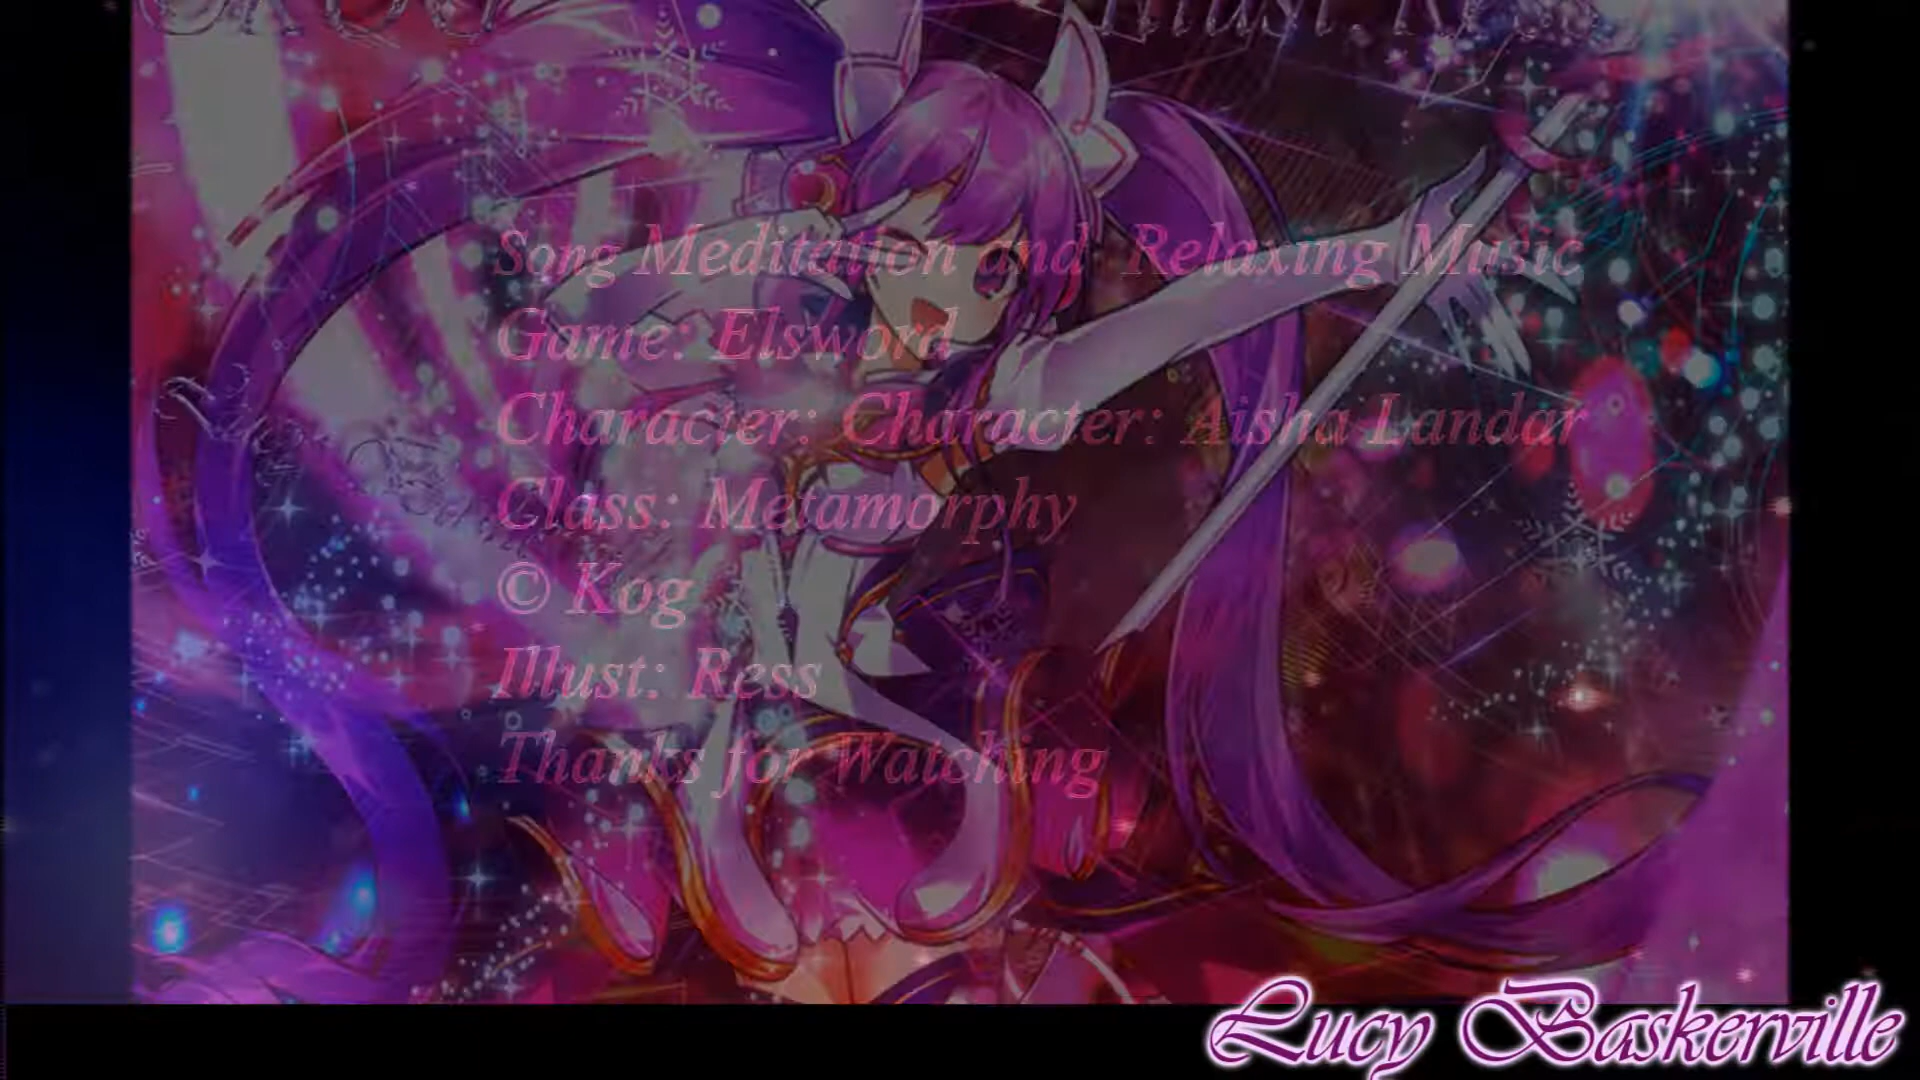 Song Meditation and Relaxing Music
Game: Elsword
Character: Character: Aisha Landar
Class: Metamorphy
© Kog
Illust: Ress
Thanks for Watching
Lucy Baskerville